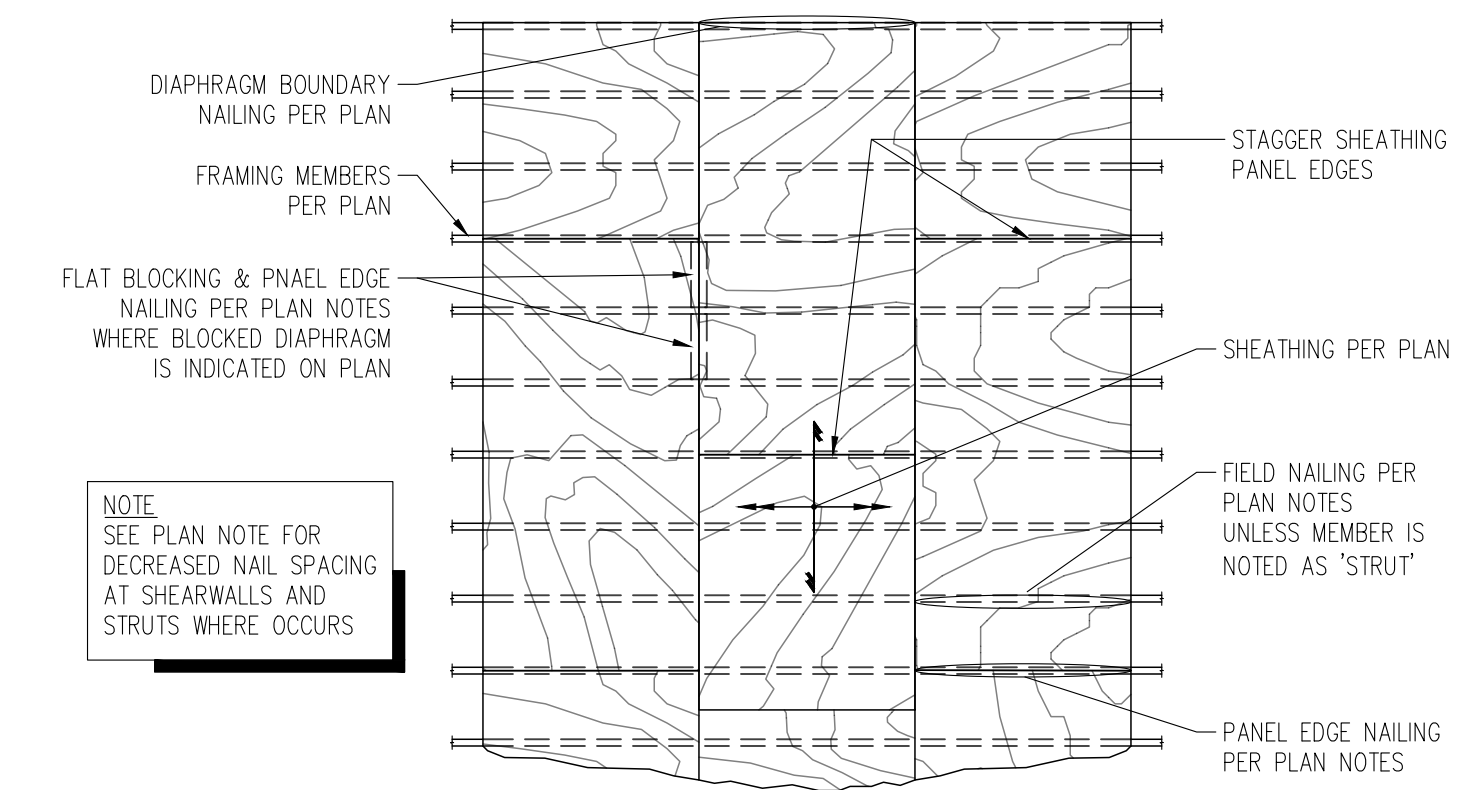 DIAPHRAGM BOUNDARY
NAILING PER PLAN
FRAMING MEMBERS
PER PLAN
FLAT BLOCKING & PNAEL EDGE
NAILING PER PLAN NOTES
WHERE BLOCKED DIAPHRAGM
IS INDICATED ON PLAN
NOTE
SEE PLAN NOTE FOR
DECREASED NAIL SPACING
AT SHEARWALLS AND
STRUTS WHERE OCCURS
STAGGER SHEATHING
PANEL EDGES
SHEATHING PER PLAN
FIELD NAILING PER
PLAN NOTES
UNLESS MEMBER IS
NOTED AS 'STRUT'
PANEL EDGE NAILING
PER PLAN NOTES